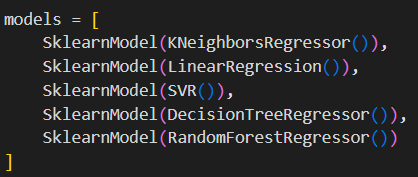 models = [
    SklearnModel(KNeighborsRegressor()),
    SklearnModel(LinearRegression()),
    SklearnModel(SVR()),
    SklearnModel(DecisionTreeRegressor()),
    SklearnModel(RandomForestRegressor())
]